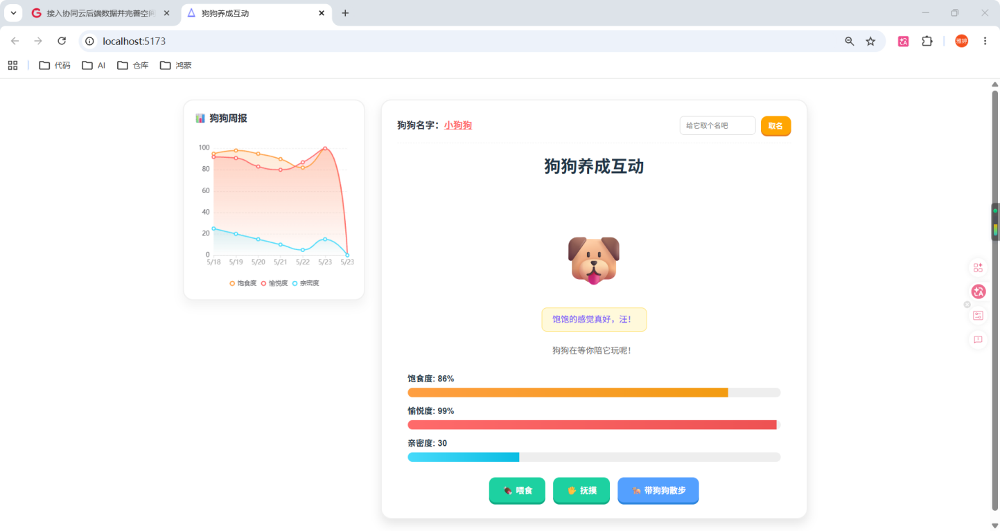 接入协同云后端数据并完善空间
狗狗养成互动
localhost:5173
雅婷
代码
AI
仓库
鸿蒙
狗狗周报
100
80
60
40
20
0
5/18 5/19 5/20 5/21 5/22 5/23 5/23
饱食度 愉悦度 亲密度
狗狗名字：小狗狗
给它取个名吧
取名
狗狗养成互动
饱饱的感觉真好，汪！
狗狗在等你陪它玩呢！
饱食度: 86%
愉悦度: 99%
亲密度: 30
喂食
抚摸
带狗狗散步